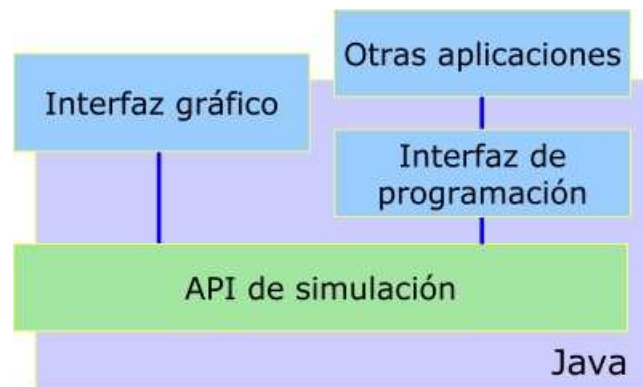 Otras aplicaciones
Interfaz gráfico
Interfaz de
programación
API de simulación
Java